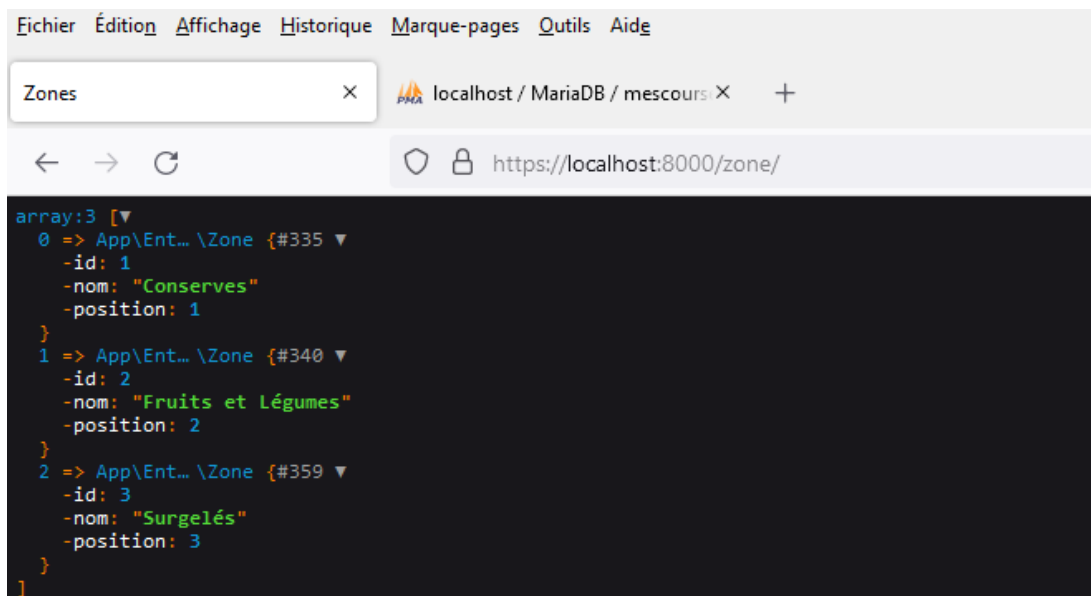 Fichier Édition Affichage Historique Marque-pages Outils Aide
Zones × PMA localhost / MariaDB / mescours × +
https://localhost:8000/zone/
array:3 [▼
0 => App\Ent…\Zone {#335 ▼
-id: 1
-nom: "Conserves"
-position: 1
}
1 => App\Ent…\Zone {#340 ▼
-id: 2
-nom: "Fruits et Légumes"
-position: 2
}
2 => App\Ent…\Zone {#359 ▼
-id: 3
-nom: "Surgelés"
-position: 3
}
]